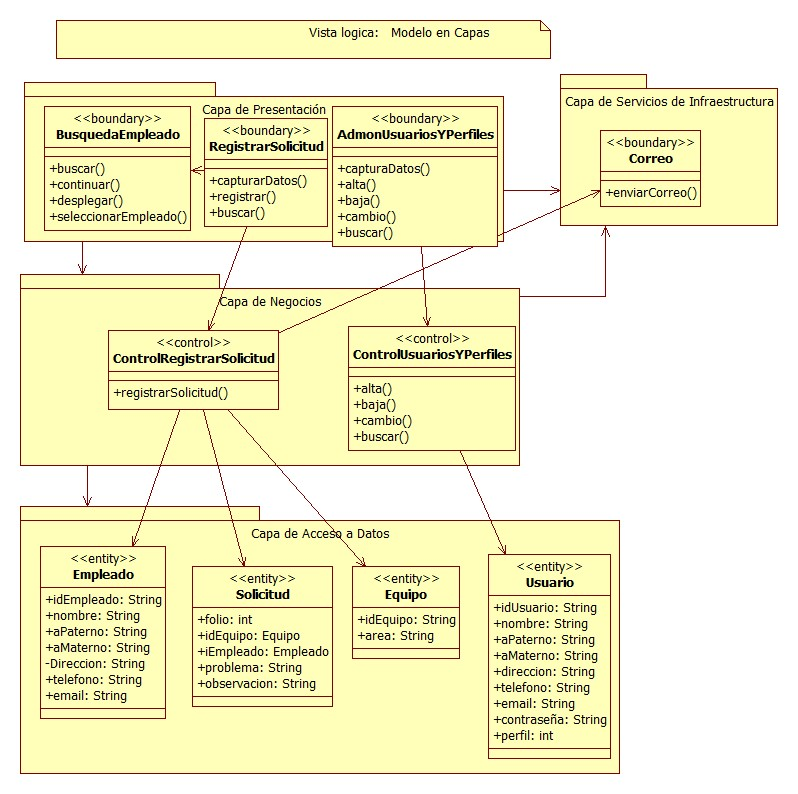 Vista logica:   Modelo en Capas
Capa de Presentación
<<boundary>>
BusquedaEmpleado
+buscar()
+continuar()
+desplegar()
+seleccionarEmpleado()
<<boundary>>
RegistrarSolicitud
+capturarDatos()
+registrar()
+buscar()
<<boundary>>
AdmonUsuariosYPerfiles
+capturaDatos()
+alta()
+baja()
+cambio()
+buscar()
Capa de Servicios de Infraestructura
<<boundary>>
Correo
+enviarCorreo()
Capa de Negocios
<<control>>
ControlRegistrarSolicitud
+registrarSolicitud()
<<control>>
ControlUsuariosYPerfiles
+alta()
+baja()
+cambio()
+buscar()
Capa de Acceso a Datos
<<entity>>
Empleado
+idEmpleado: String
+nombre: String
+aPaterno: String
+aMaterno: String
-Direccion: String
+telefono: String
+email: String
<<entity>>
Solicitud
+folio: int
+idEquipo: Equipo
+iEmpleado: Empleado
+problema: String
+observacion: String
<<entity>>
Equipo
+idEquipo: String
+area: String
<<entity>>
Usuario
+idUsuario: String
+nombre: String
+aPaterno: String
+aMaterno: String
+direccion: String
+telefono: String
+email: String
+contraseña: String
+perfil: int